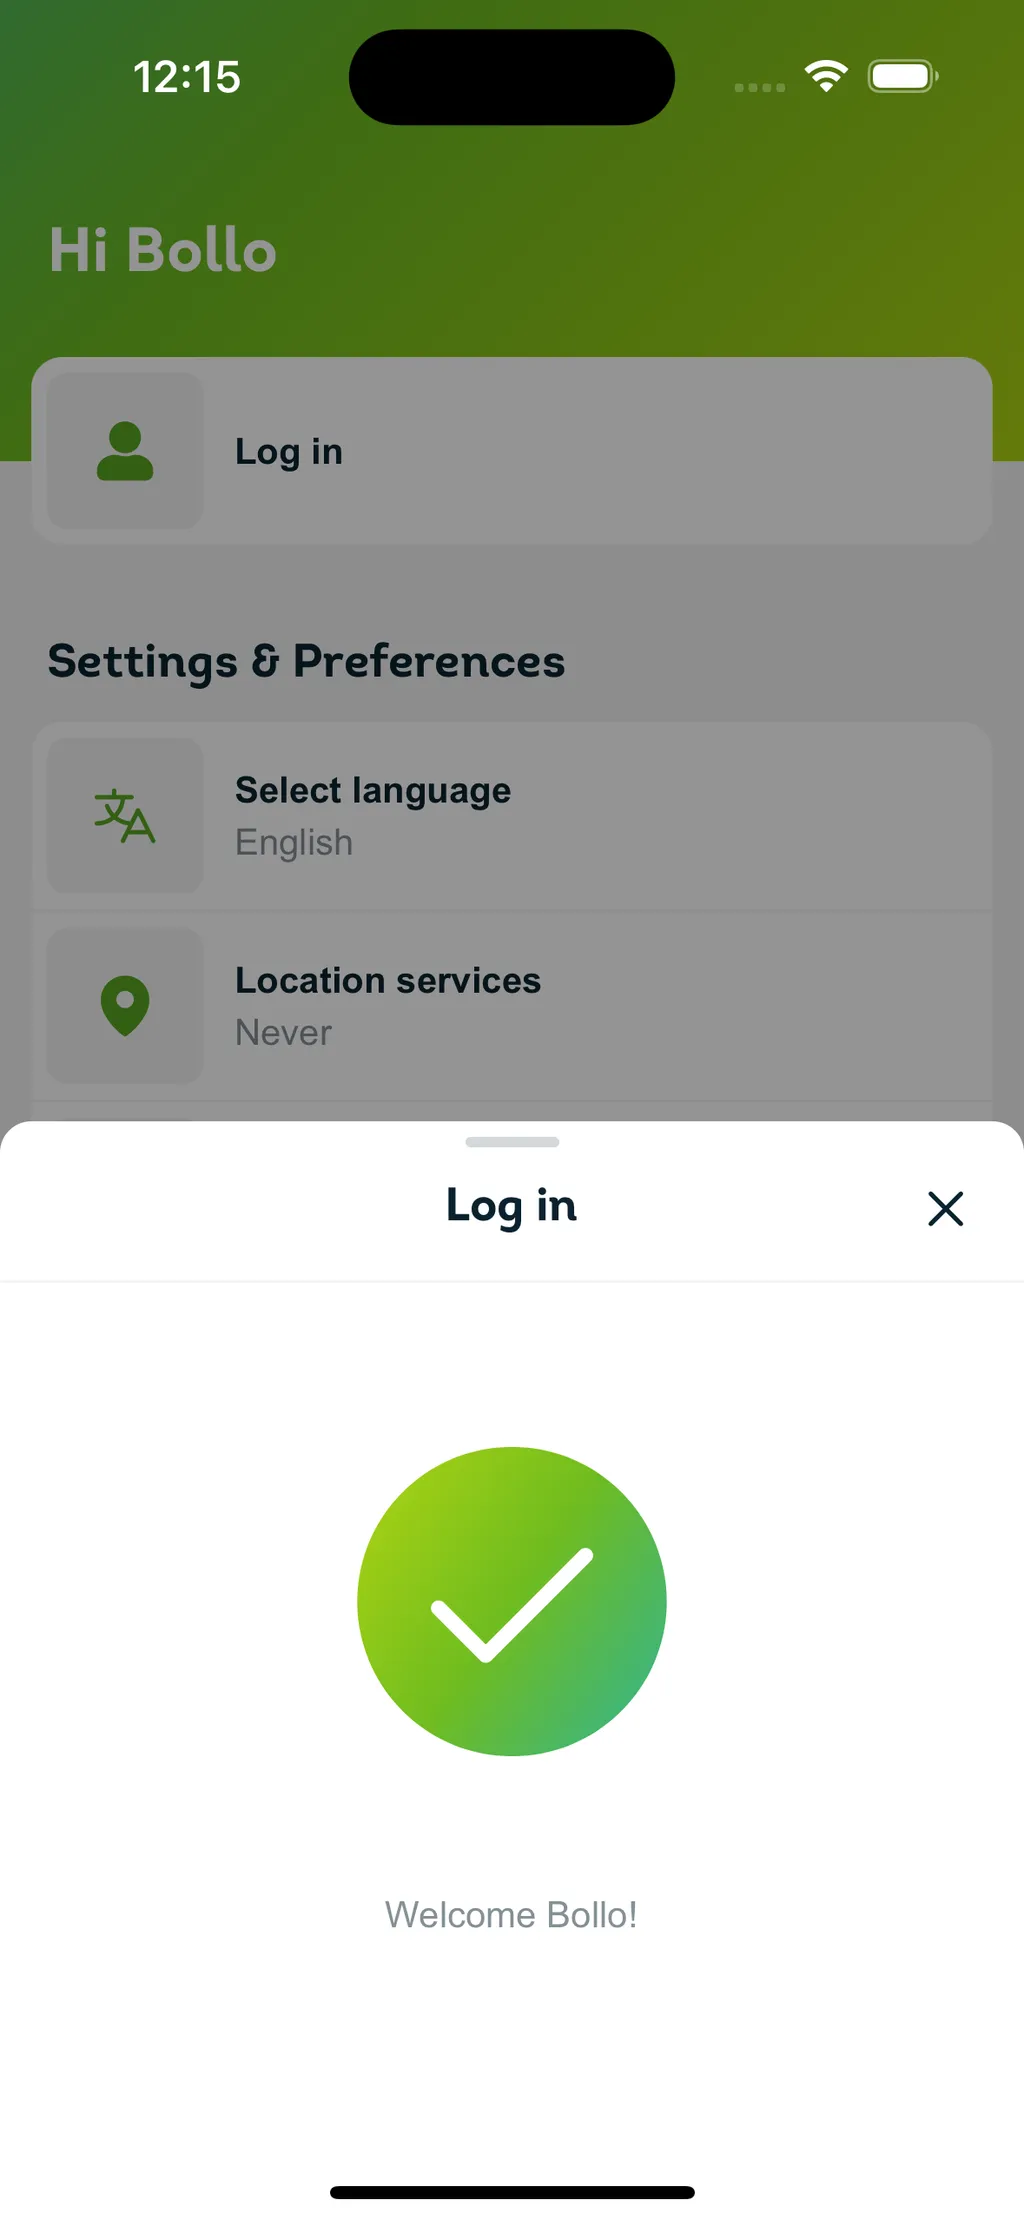 12:15
Hi Bollo
Log in
Settings & Preferences
Select language
English
Location services
Never
Log in
Welcome Bollo!